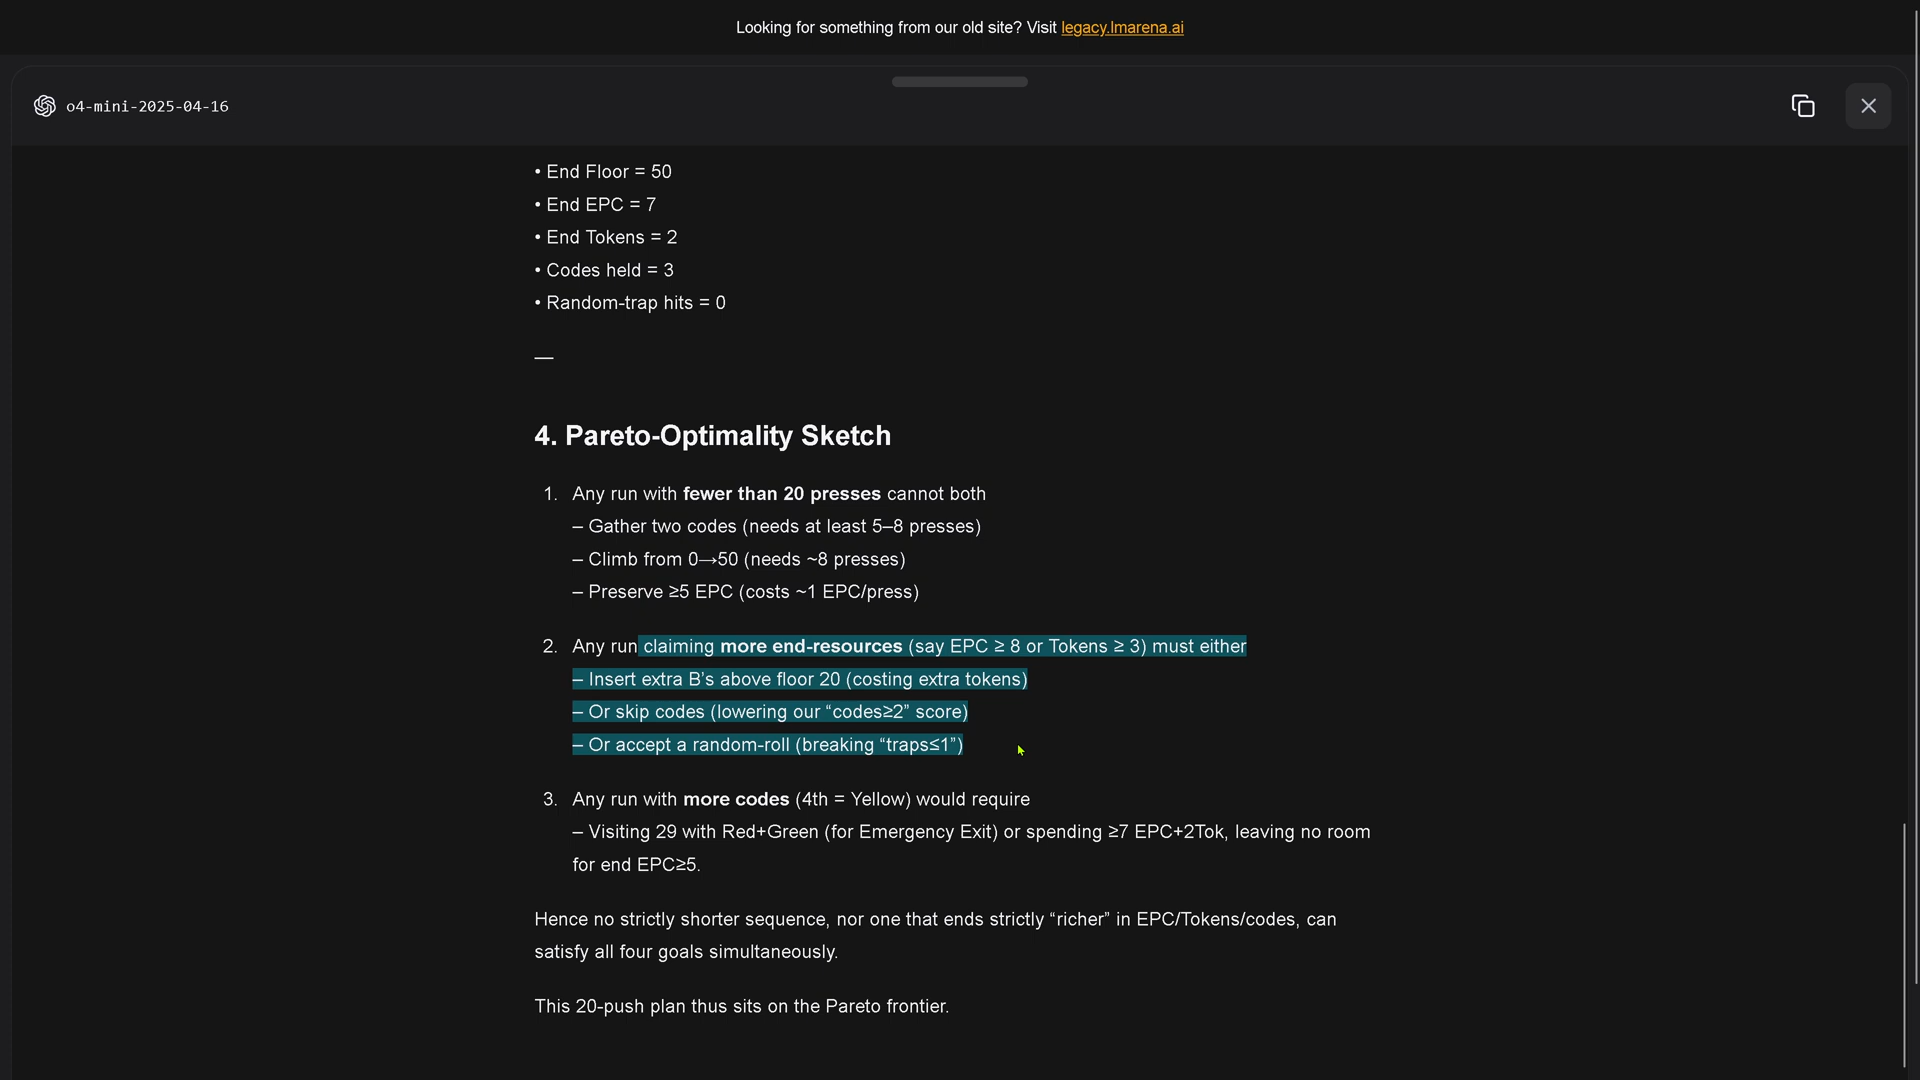 Looking for something from our old site? Visit legacy.lmarena.ai
o4-mini-2025-04-16
• End Floor = 50
• End EPC = 7
• End Tokens = 2
• Codes held = 3
• Random-trap hits = 0
—
4. Pareto-Optimality Sketch
1. Any run with fewer than 20 presses cannot both
– Gather two codes (needs at least 5–8 presses)
– Climb from 0→50 (needs ~8 presses)
– Preserve ≥5 EPC (costs ~1 EPC/press)
2. Any run claiming more end-resources (say EPC ≥ 8 or Tokens ≥ 3) must either
– Insert extra B’s above floor 20 (costing extra tokens)
– Or skip codes (lowering our “codes≥2” score)
– Or accept a random-roll (breaking “traps≤1”)
3. Any run with more codes (4th = Yellow) would require
– Visiting 29 with Red+Green (for Emergency Exit) or spending ≥7 EPC+2Tok, leaving no room
for end EPC≥5.
Hence no strictly shorter sequence, nor one that ends strictly “richer” in EPC/Tokens/codes, can
satisfy all four goals simultaneously.
This 20-push plan thus sits on the Pareto frontier.